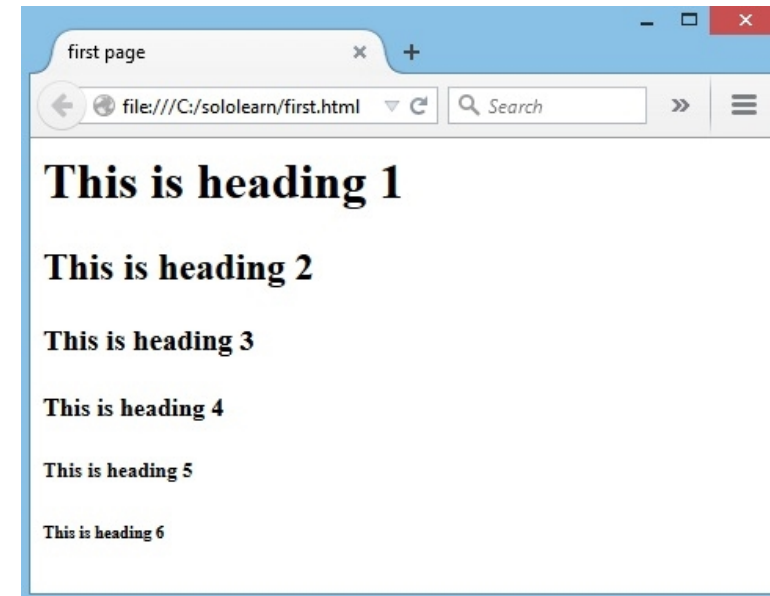 first page
file:///C:/sololearn/first.html
Search
This is heading 1
This is heading 2
This is heading 3
This is heading 4
This is heading 5
This is heading 6